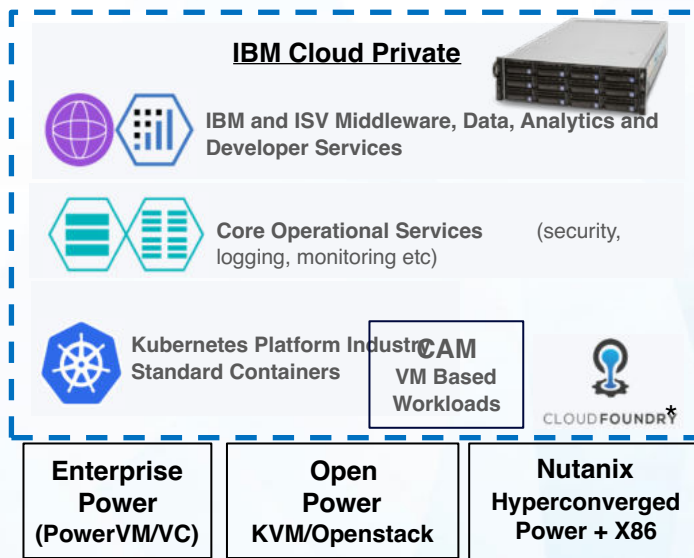 IBM Cloud Private
IBM and ISV Middleware, Data, Analytics and
Developer Services
Core Operational Services (security,
logging, monitoring etc)
Kubernetes Platform Industry
Standard Containers
CAM
VM Based
Workloads
CLOUDFOUNDRY*
Enterprise
Power
(PowerVM/VC)
Open
Power
KVM/Openstack
Nutanix
Hyperconverged
Power + X86